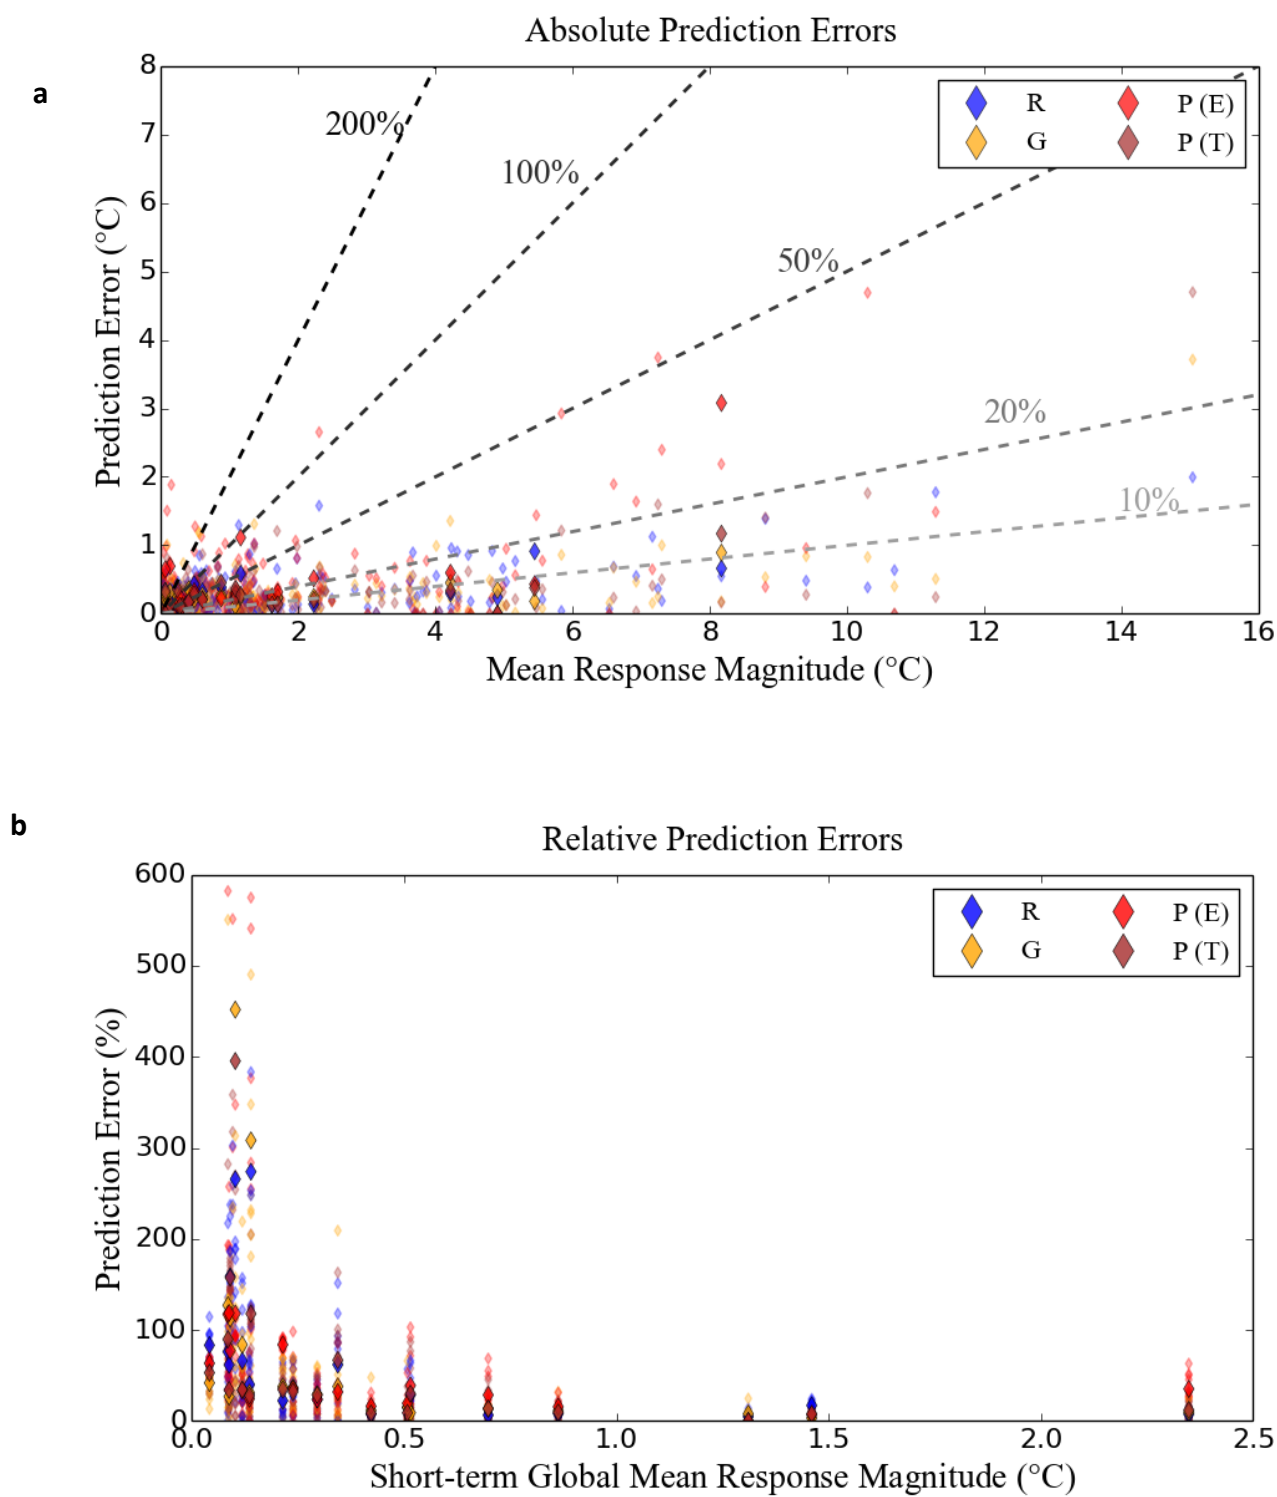 Absolute Prediction Errors
a
8
7
6
5
4
3
2
1
0
Prediction Error (°C)
200%
100%
50%
20%
10%
R P (E)
G P (T)
0 2 4 6 8 10 12 14 16
Mean Response Magnitude (°C)
b
Relative Prediction Errors
600
500
400
300
200
100
0
Prediction Error (%)
R P (E)
G P (T)
0.0 0.5 1.0 1.5 2.0 2.5
Short-term Global Mean Response Magnitude (°C)